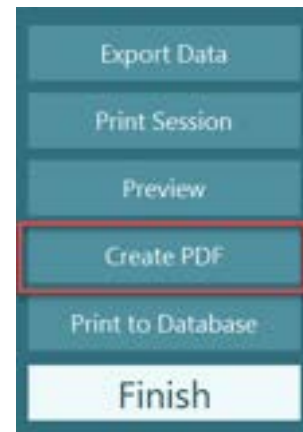 Export Data
Print Session
Preview
Create PDF
Print to Database
Finish